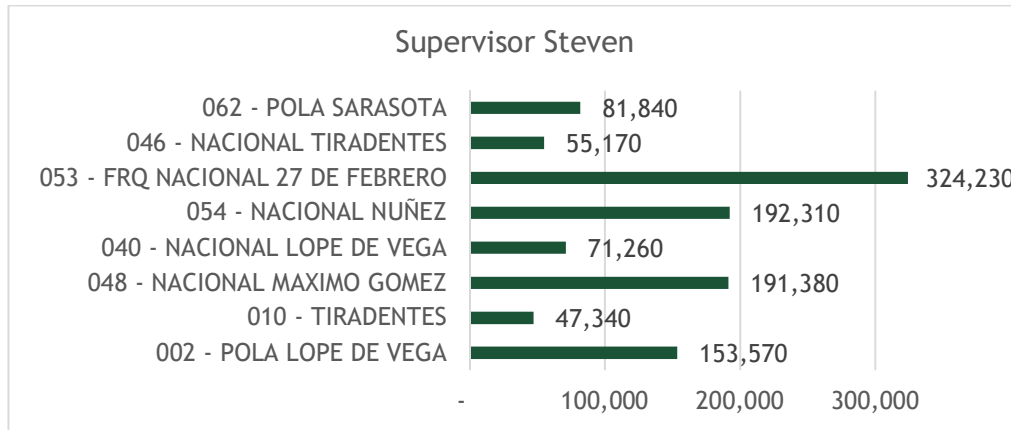 Supervisor Steven
062 - POLA SARASOTA 81,840
046 - NACIONAL TIRADENTES 55,170
053 - FRQ NACIONAL 27 DE FEBRERO 324,230
054 - NACIONAL NUÑEZ 192,310
040 - NACIONAL LOPE DE VEGA 71,260
048 - NACIONAL MAXIMO GOMEZ 191,380
010 - TIRADENTES 47,340
002 - POLA LOPE DE VEGA 153,570
- 100,000 200,000 300,000